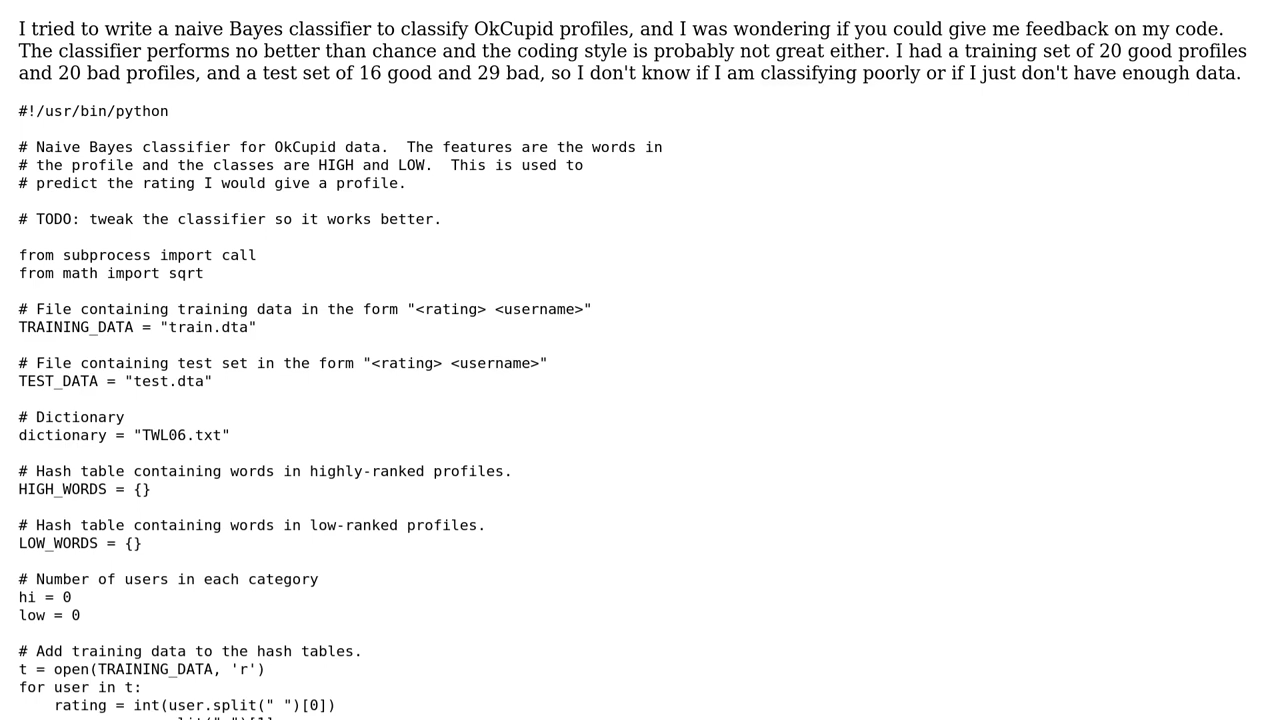 I tried to write a naive Bayes classifier to classify OkCupid profiles, and I was wondering if you could give me feedback on my code.
The classifier performs no better than chance and the coding style is probably not great either. I had a training set of 20 good profiles
and 20 bad profiles, and a test set of 16 good and 29 bad, so I don't know if I am classifying poorly or if I just don't have enough data.
#!/usr/bin/python
# Naive Bayes classifier for OkCupid data.  The features are the words in
# the profile and the classes are HIGH and LOW.  This is used to
# predict the rating I would give a profile.
# TODO: tweak the classifier so it works better.
from subprocess import call
from math import sqrt
# File containing training data in the form "<rating> <username>"
TRAINING_DATA = "train.dta"
# File containing test set in the form "<rating> <username>"
TEST_DATA = "test.dta"
# Dictionary
dictionary = "TWL06.txt"
# Hash table containing words in highly-ranked profiles.
HIGH_WORDS = {}
# Hash table containing words in low-ranked profiles.
LOW_WORDS = {}
# Number of users in each category
hi = 0
low = 0
# Add training data to the hash tables.
t = open(TRAINING_DATA, 'r')
for user in t:
    rating = int(user.split(" ")[0])